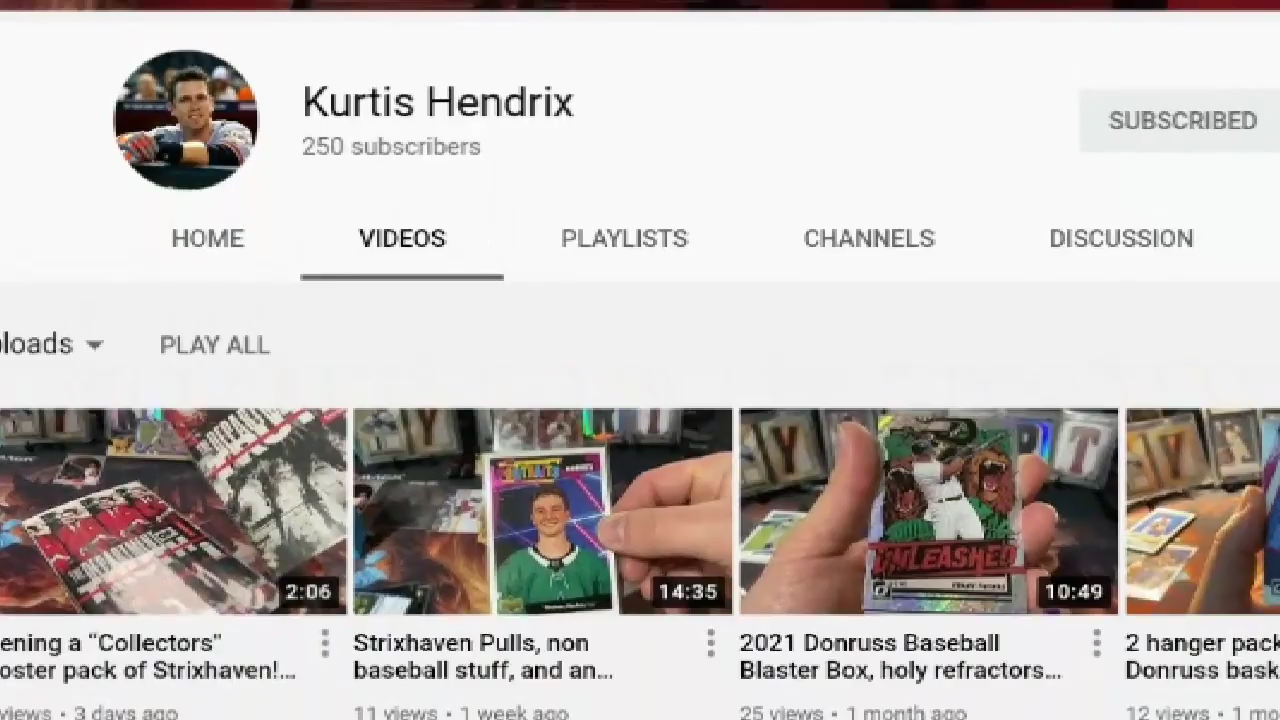 Kurtis Hendrix
250 subscribers
SUBSCRIBED
HOME VIDEOS PLAYLISTS CHANNELS DISCUSSION
ploads PLAY ALL
UNLEASHED
2:06 14:35 10:49
ening a “Collectors” Strixhaven Pulls, non 2021 Donruss Baseball 2 hanger pack
oster pack of Strixhaven!... baseball stuff, and an... Blaster Box, holy refractors... Donruss bask
views • 3 days ago 11 views • 1 week ago 25 views • 1 month ago 12 views • 1 mo